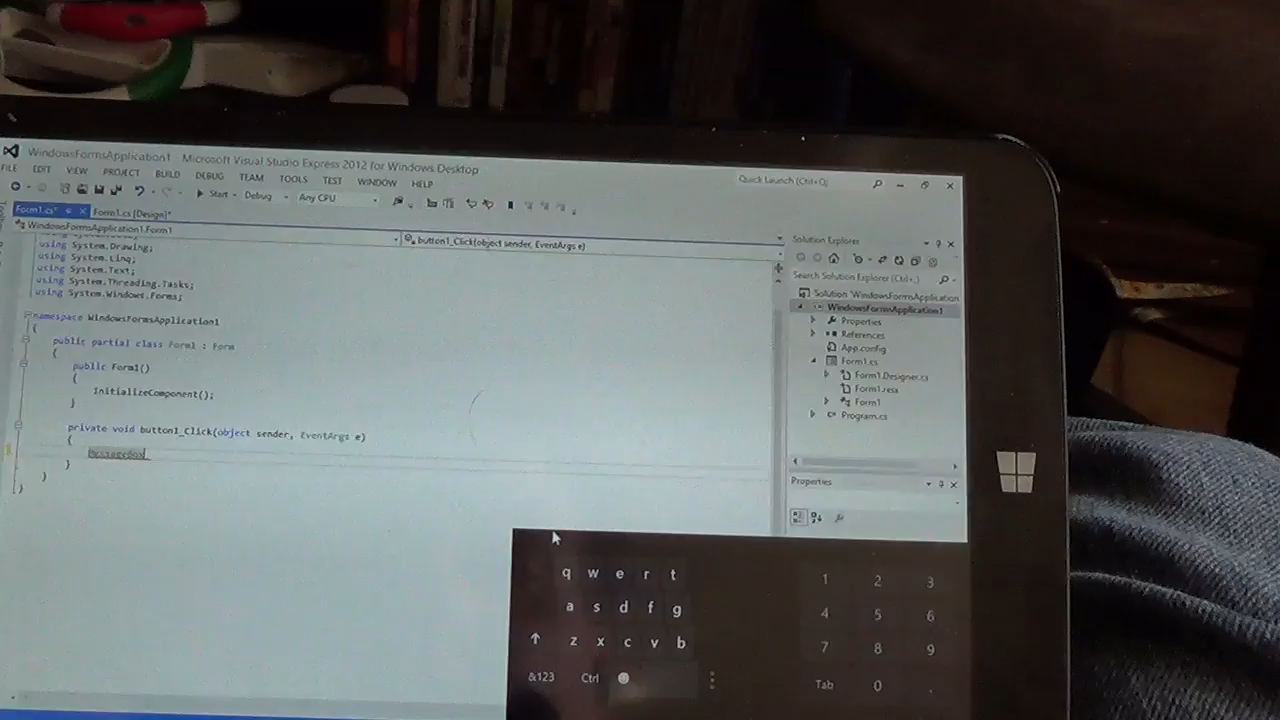 WindowsFormsApplication1 - Microsoft Visual Studio Express 2012 for Windows Desktop
Quick Launch (Ctrl+Q)
FILE EDIT VIEW PROJECT BUILD DEBUG TEAM TOOLS TEST WINDOW HELP
Start Debug Any CPU
Form1.cs* Form1.cs [Design]*
WindowsFormsApplication1.Form1
button1_Click(object sender, EventArgs e)
using System.Drawing;
using System.Linq;
using System.Text;
using System.Threading.Tasks;
using System.Windows.Forms;
namespace WindowsFormsApplication1
{
public partial class Form1 : Form
{
public Form1()
{
InitializeComponent();
}
private void button1_Click(object sender, EventArgs e)
{
MessageBox
}
}
}
Solution Explorer
Search Solution Explorer (Ctrl+;)
Solution 'WindowsFormsApplication
WindowsFormsApplication1
Properties
References
App.config
Form1.cs
Form1.Designer.cs
Form1.resx
Form1
Program.cs
Properties
q w e r t
a s d f g
z x c v b
&123 Ctrl
1 2 3
4 5 6
7 8 9
Tab 0 .